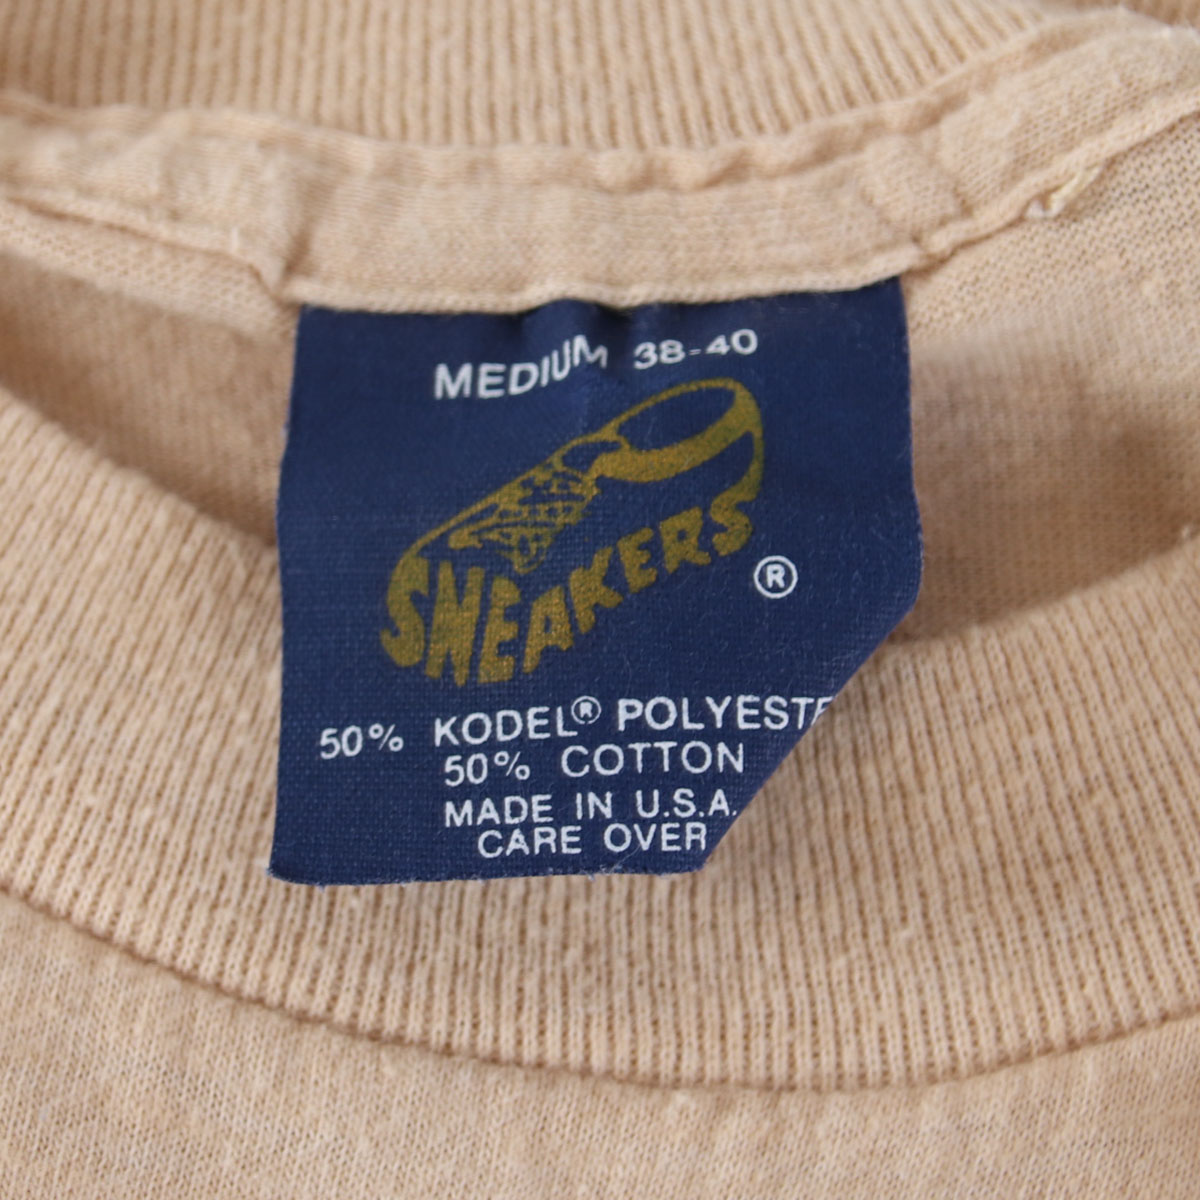 MEDIUM 38-40
SNEAKERS ®
50% KODEL® POLYESTE
50% COTTON
MADE IN U.S.A.
CARE OVER